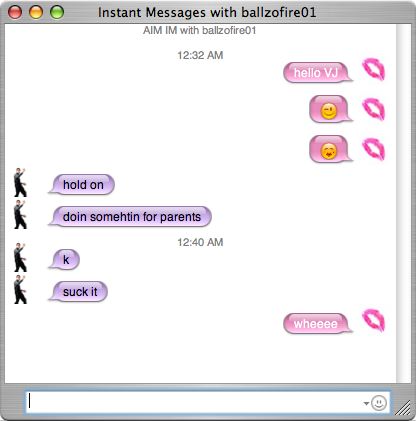 Instant Messages with ballzofire01
AIM IM with ballzofire01
12:32 AM
hello VJ
hold on
doin somehtin for parents
12:40 AM
k
suck it
wheeee